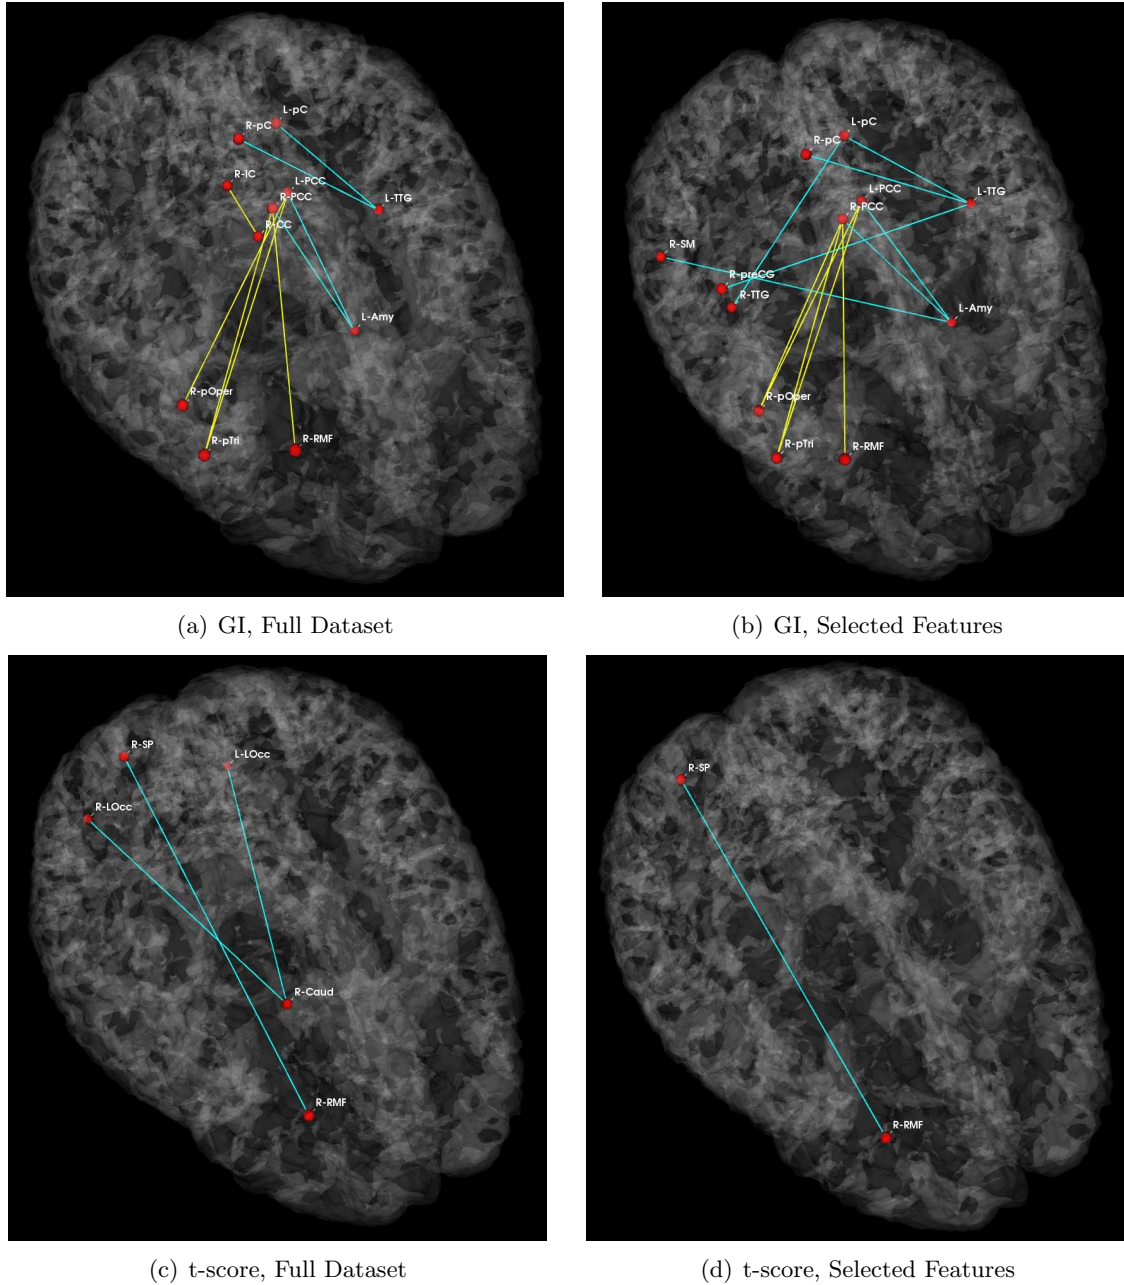 L-pC
R-pC
R-IC
L-PCC
R-PCC
L-TTG
R-CC
L-Amy
R-pOper
R-pTri
R-RMF
L-pC
R-pC
L-PCC
L-TTG
R-PCC
R-SM
R-preCG
R-TTG
L-Amy
R-pOper
R-pTri
R-RMF
(a) GI, Full Dataset
(b) GI, Selected Features
R-SP
L-LOcc
R-LOcc
R-Caud
R-RMF
R-SP
R-RMF
(c) t-score, Full Dataset
(d) t-score, Selected Features